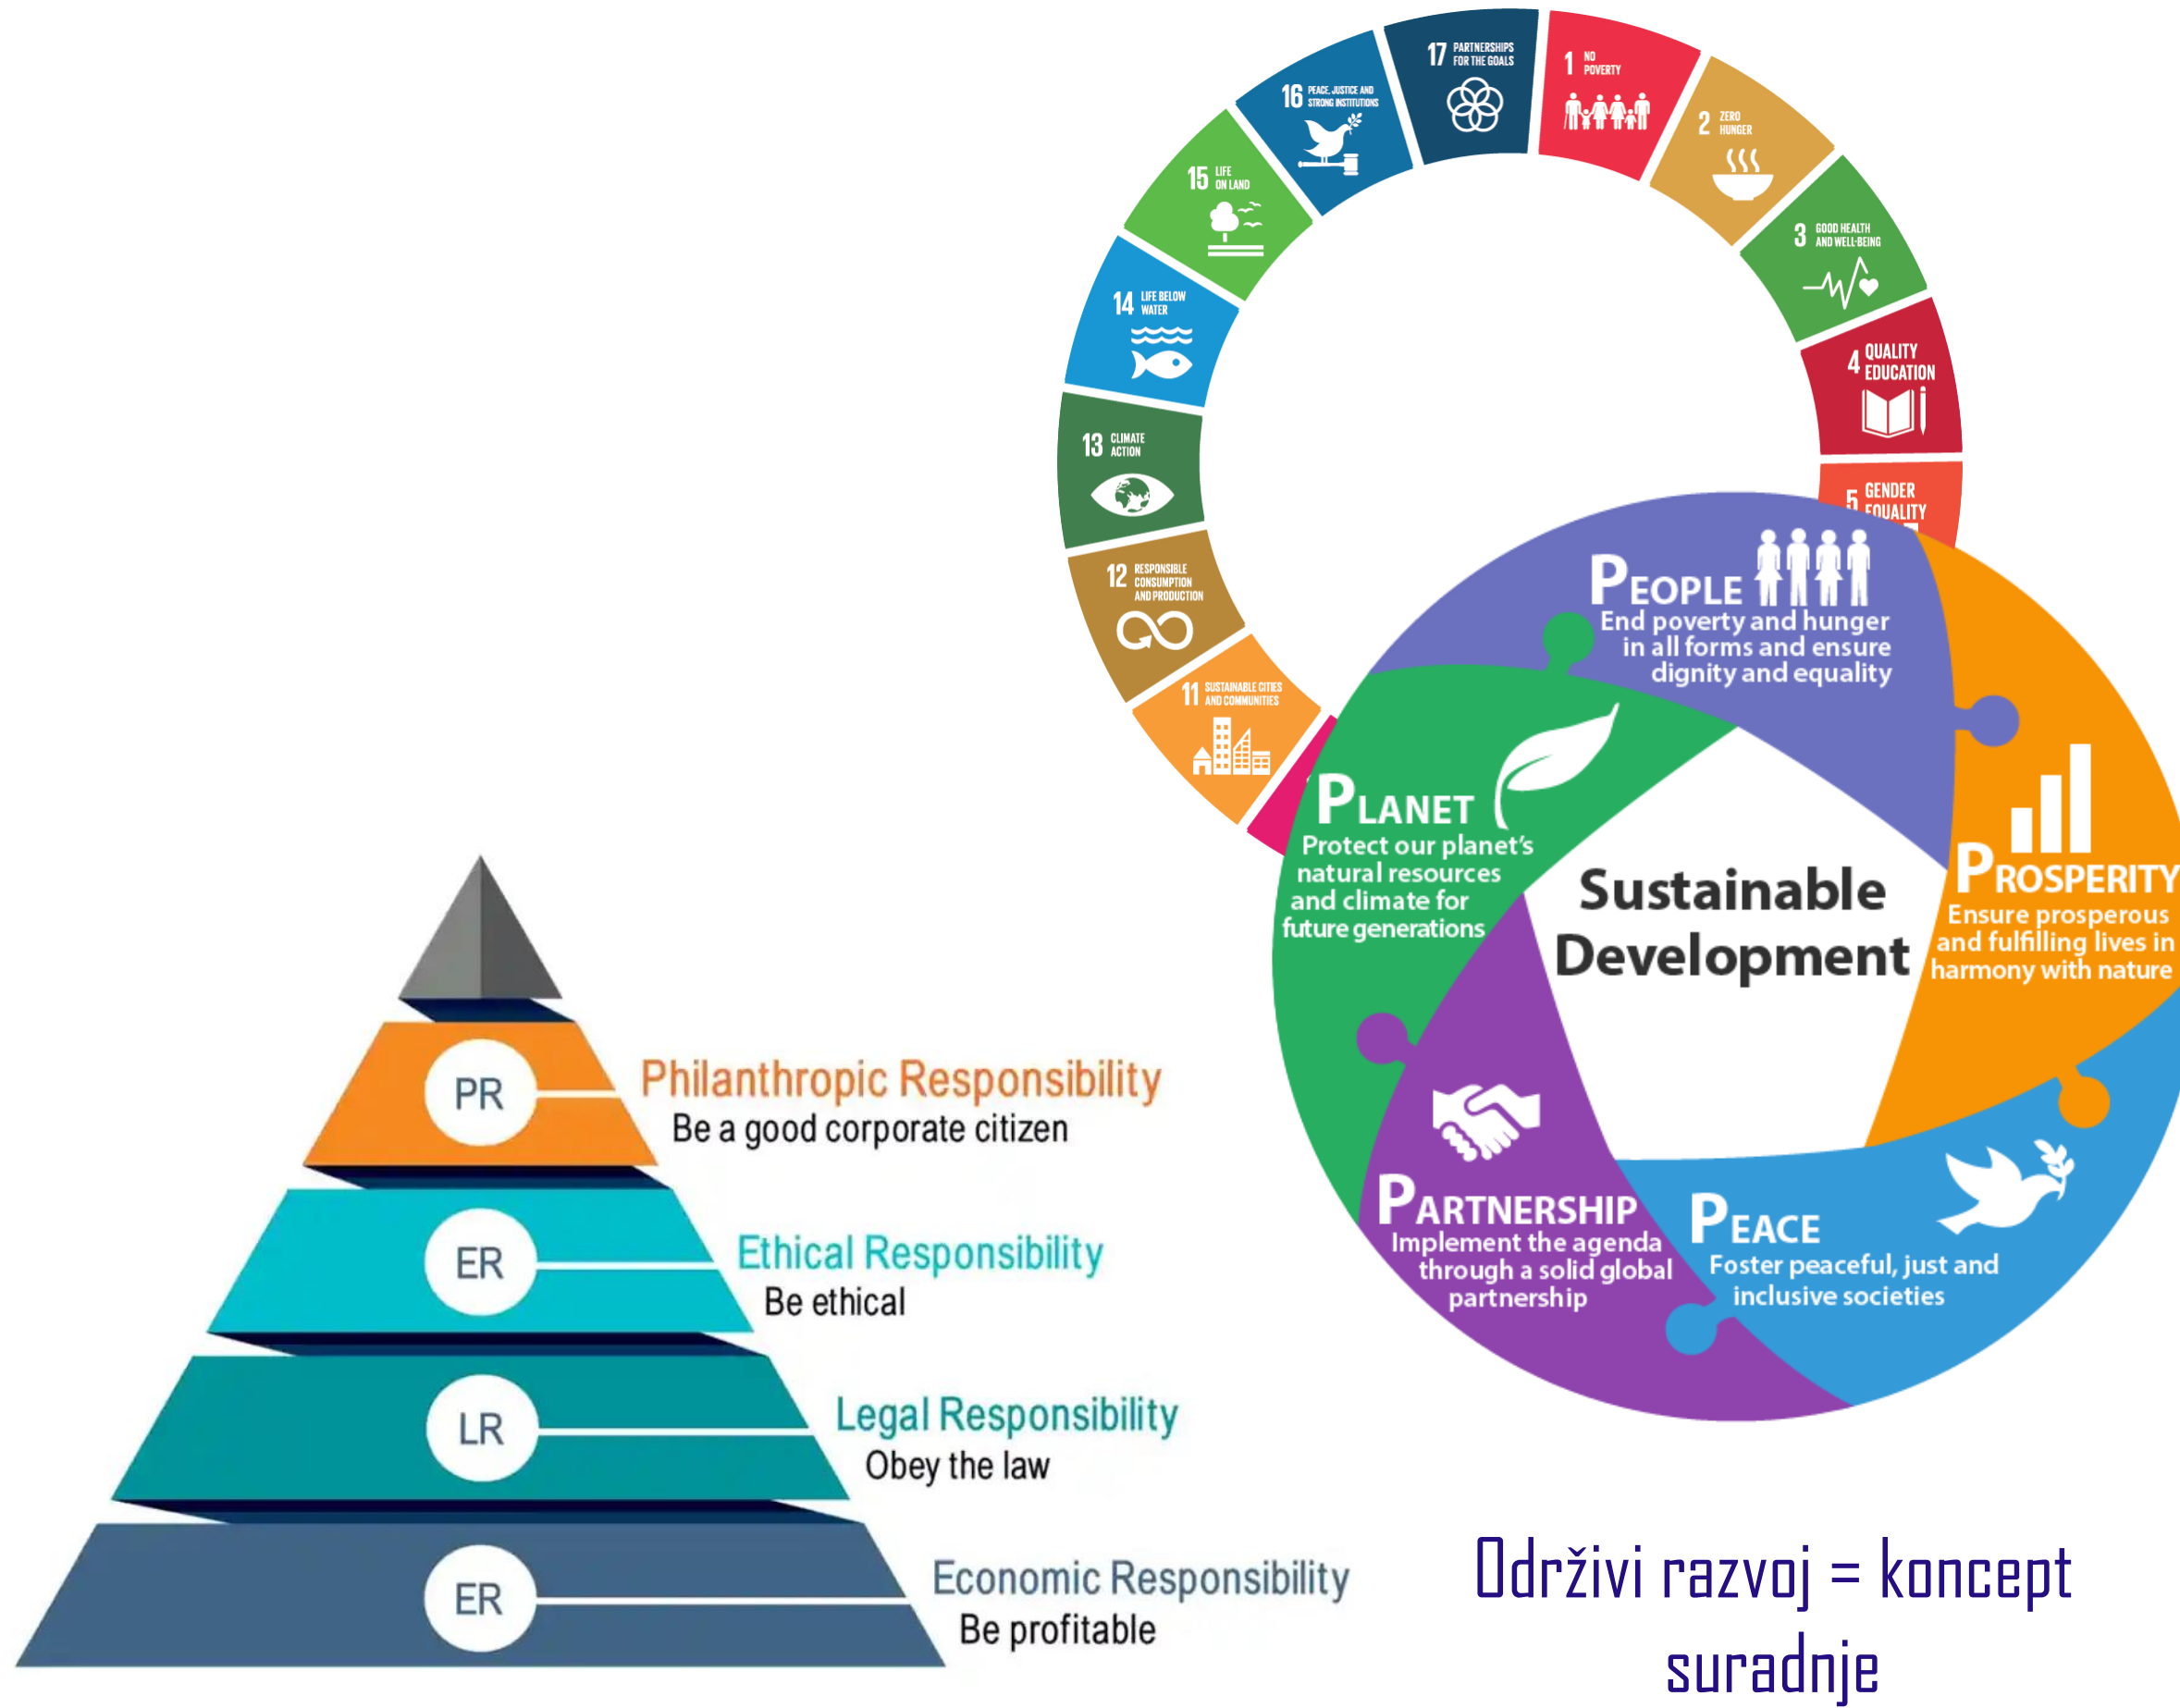 17 PARTNERSHIPS
FOR THE GOALS
1 NO
POVERTY
2 ZERO
HUNGER
3 GOOD HEALTH
AND WELL-BEING
4 QUALITY
EDUCATION
5 GENDER
EQUALITY
16 PEACE, JUSTICE AND
STRONG INSTITUTIONS
15 LIFE
ON LAND
14 LIFE BELOW
WATER
13 CLIMATE
ACTION
12 RESPONSIBLE
CONSUMPTION
AND PRODUCTION
11 SUSTAINABLE CITIES
AND COMMUNITIES
PEOPLE
End poverty and hunger
in all forms and ensure
dignity and equality
PLANET
Protect our planet's
natural resources
and climate for
future generations
Sustainable
Development
PROSPERITY
Ensure prosperous
and fulfilling lives in
harmony with nature
PARTNERSHIP
Implement the agenda
through a solid global
partnership
PEACE
Foster peaceful, just and
inclusive societies
PR
Philanthropic Responsibility
Be a good corporate citizen
ER
Ethical Responsibility
Be ethical
LR
Legal Responsibility
Obey the law
ER
Economic Responsibility
Be profitable
Održivi razvoj = koncept
suradnje